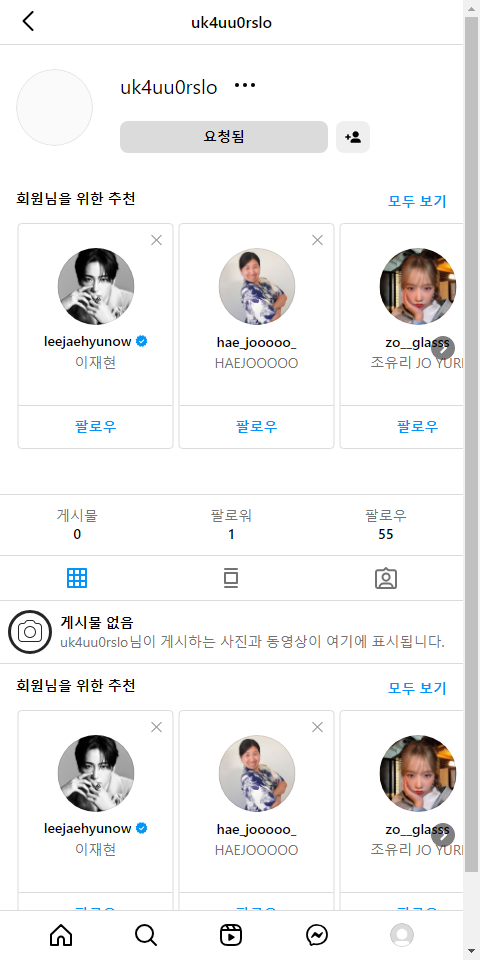 uk4uu0rslo
uk4uu0rslo
요청됨
회원님을 위한 추천
모두 보기
leejaehyunow
이재현
팔로우
hae_jooooo_
HAEJOOOOO
팔로우
zo__glasss
조유리 JO YURI
팔로우
게시물
0
팔로워
1
팔로우
55
게시물 없음
uk4uu0rslo님이 게시하는 사진과 동영상이 여기에 표시됩니다.
회원님을 위한 추천
모두 보기
leejaehyunow
이재현
hae_jooooo_
HAEJOOOOO
zo__glasss
조유리 JO YURI